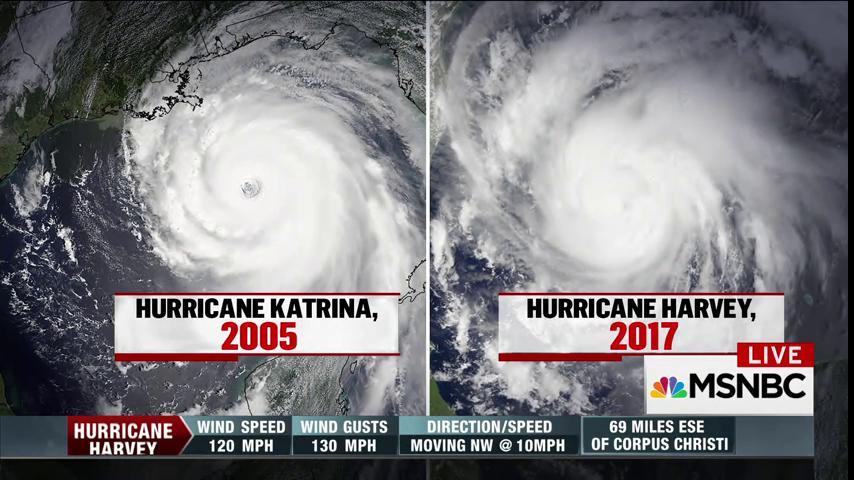 HURRICANE KATRINA,
2005
HURRICANE HARVEY,
2017
LIVE
MSNBC
HURRICANE
HARVEY
WIND SPEED
120 MPH
WIND GUSTS
130 MPH
DIRECTION/SPEED
MOVING NW @ 10MPH
69 MILES ESE
OF CORPUS CHRISTI